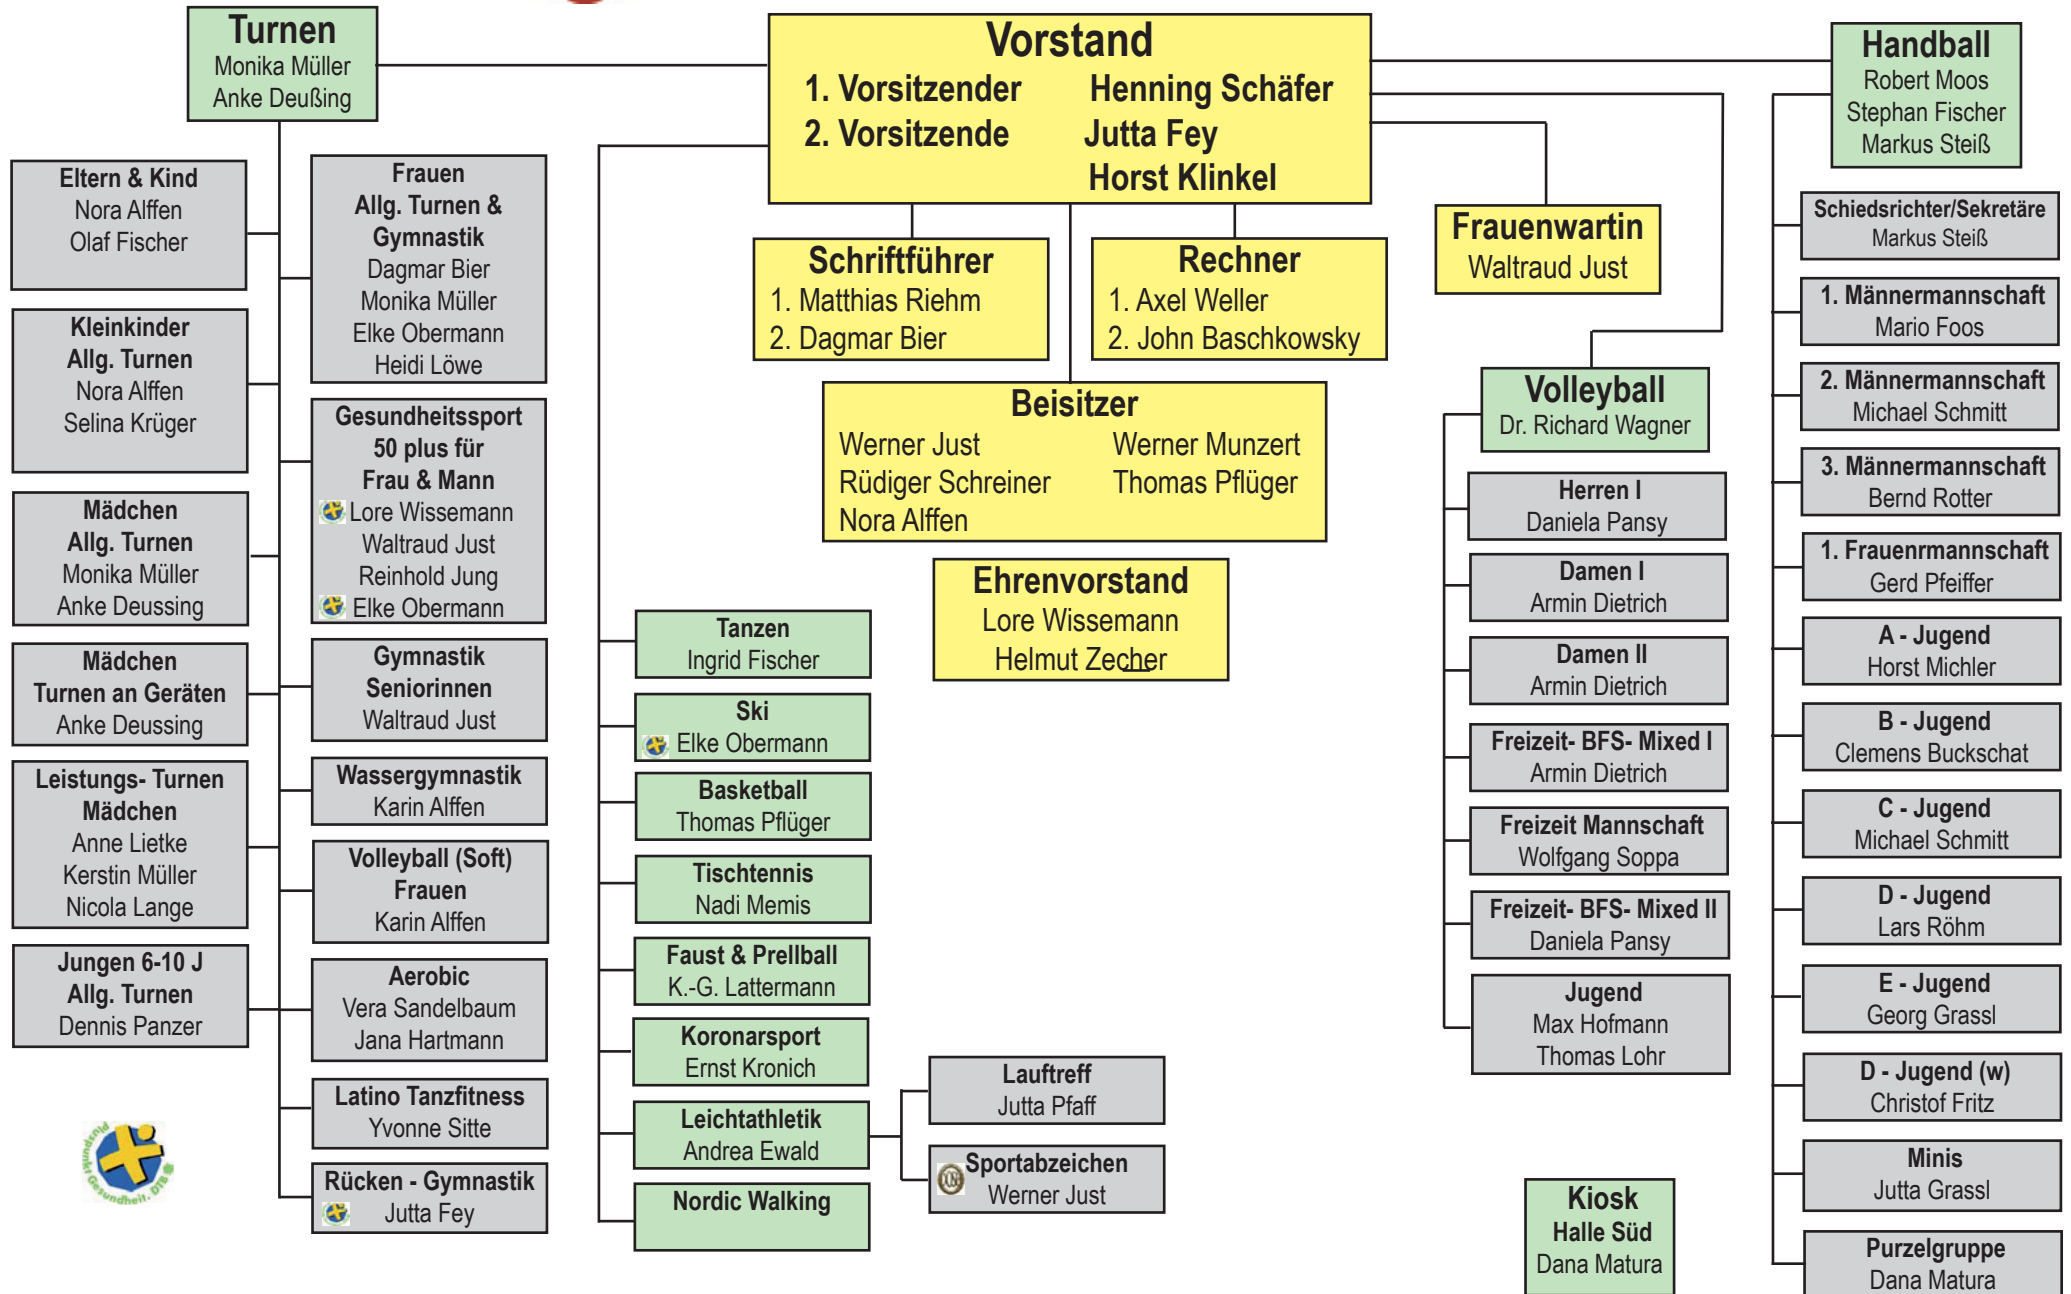 Turnen
Monika Müller
Anke Deußing
Vorstand
1. Vorsitzender Henning Schäfer
2. Vorsitzende Jutta Fey
Horst Klinkel
Handball
Robert Moos
Stephan Fischer
Markus Steiß
Eltern & Kind
Nora Alffen
Olaf Fischer
Kleinkinder
Allg. Turnen
Nora Alffen
Selina Krüger
Mädchen
Allg. Turnen
Monika Müller
Anke Deussing
Mädchen
Turnen an Geräten
Anke Deussing
Leistungs- Turnen
Mädchen
Anne Lietke
Kerstin Müller
Nicola Lange
Jungen 6-10 J
Allg. Turnen
Dennis Panzer
Pluspunkt Gesundheit. DTB
Frauen
Allg. Turnen &
Gymnastik
Dagmar Bier
Monika Müller
Elke Obermann
Heidi Löwe
Gesundheitssport
50 plus für
Frau & Mann
Lore Wissemann
Waltraud Just
Reinhold Jung
Elke Obermann
Gymnastik
Seniorinnen
Waltraud Just
Wassergymnastik
Karin Alffen
Volleyball (Soft)
Frauen
Karin Alffen
Aerobic
Vera Sandelbaum
Jana Hartmann
Latino Tanzfitness
Yvonne Sitte
Rücken - Gymnastik
Jutta Fey
Schriftführer
1. Matthias Riehm
2. Dagmar Bier
Rechner
1. Axel Weller
2. John Baschkowsky
Frauenwartin
Waltraud Just
Beisitzer
Werner Just Werner Munzert
Rüdiger Schreiner Thomas Pflüger
Nora Alffen
Ehrenvorstand
Lore Wissemann
Helmut Zecher
Tanzen
Ingrid Fischer
Ski
Elke Obermann
Basketball
Thomas Pflüger
Tischtennis
Nadi Memis
Faust & Prellball
K.-G. Lattermann
Koronarsport
Ernst Kronich
Leichtathletik
Andrea Ewald
Nordic Walking
Lauftreff
Jutta Pfaff
Sportabzeichen
Werner Just
Volleyball
Dr. Richard Wagner
Herren I
Daniela Pansy
Damen I
Armin Dietrich
Damen II
Armin Dietrich
Freizeit- BFS- Mixed I
Armin Dietrich
Freizeit Mannschaft
Wolfgang Soppa
Freizeit- BFS- Mixed II
Daniela Pansy
Jugend
Max Hofmann
Thomas Lohr
Kiosk
Halle Süd
Dana Matura
Schiedsrichter/Sekretäre
Markus Steiß
1. Männermannschaft
Mario Foos
2. Männermannschaft
Michael Schmitt
3. Männermannschaft
Bernd Rotter
1. Frauenrmannschaft
Gerd Pfeiffer
A - Jugend
Horst Michler
B - Jugend
Clemens Buckschat
C - Jugend
Michael Schmitt
D - Jugend
Lars Röhm
E - Jugend
Georg Grassl
D - Jugend (w)
Christof Fritz
Minis
Jutta Grassl
Purzelgruppe
Dana Matura